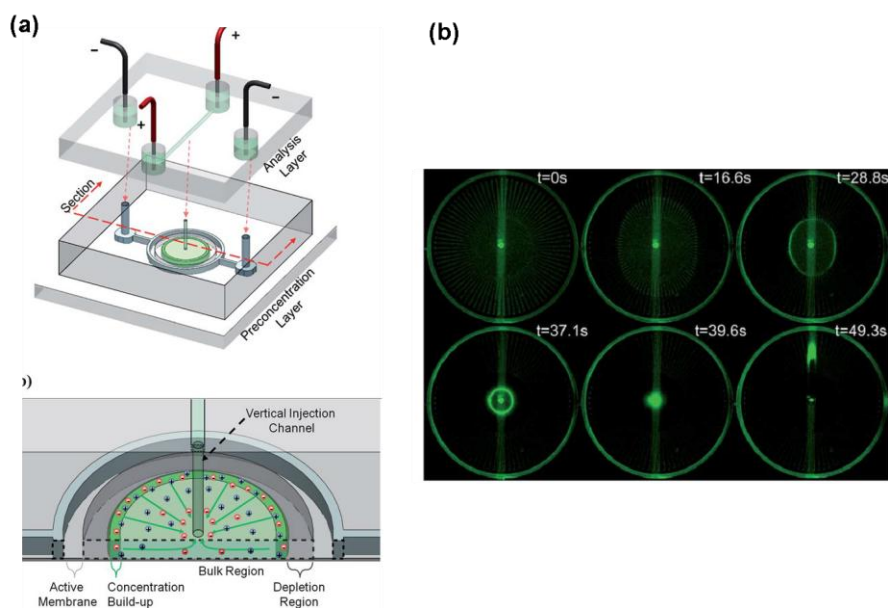 (a)
(b)
–
+
+
–
Analysis
Layer
Section
Preconcentration
Layer
t=0s
t=16.6s
t=28.8s
t=37.1s
t=39.6s
t=49.3s
Vertical Injection
Channel
Bulk Region
Active
Membrane
Concentration
Build-up
Depletion
Region